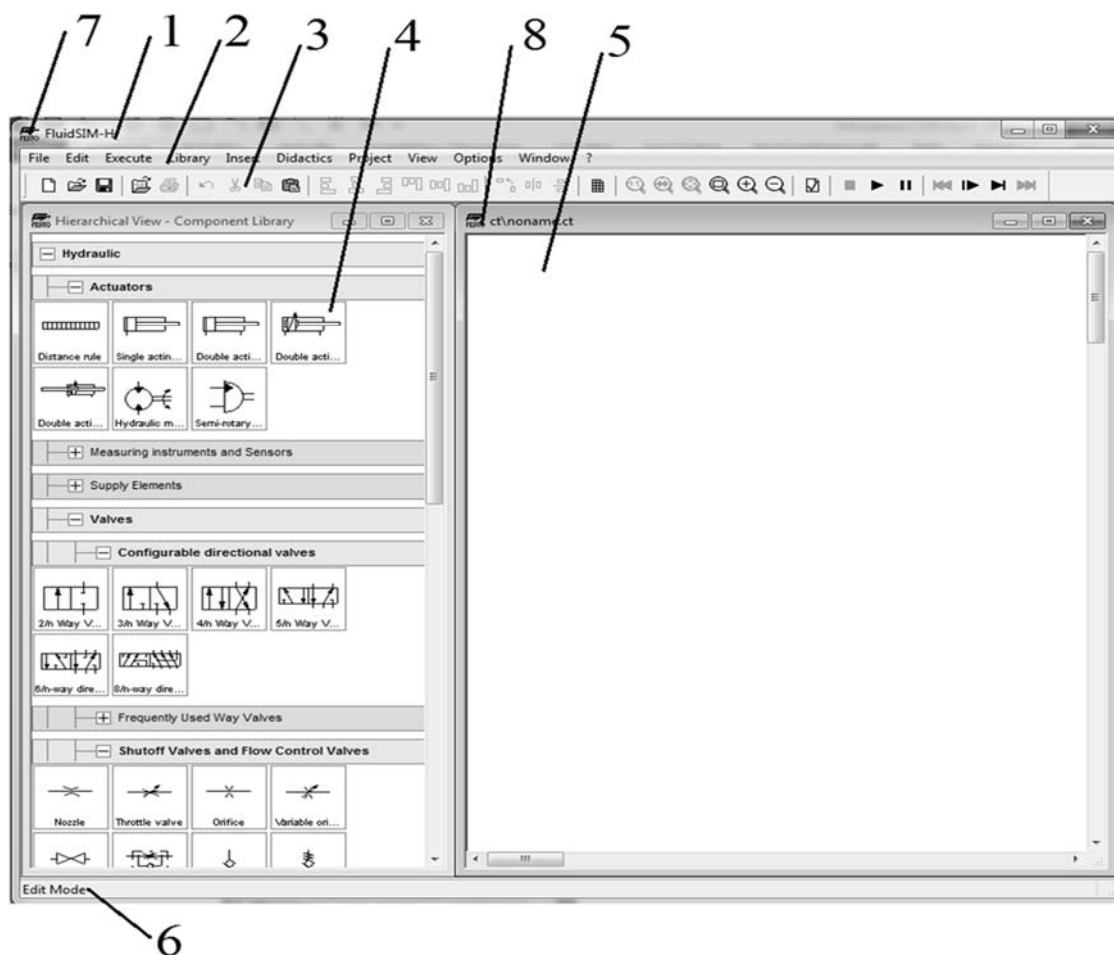 7 1 2 3 4 8 5
FluidSIM-H
File Edit Execute Library Insert Didactics Project View Options Window ?
Hierarchical View - Component Library
ct\noname.ct
Hydraulic
Actuators
Distance rule Single actin... Double acti... Double acti...
Double acti... Hydraulic m... Semi-rotary...
Measuring instruments and Sensors
Supply Elements
Valves
Configurable directional valves
2/n Way V... 3/n Way V... 4/n Way V... 5/n Way V...
6/n-way dire... 8/n-way dire...
Frequently Used Way Valves
Shutoff Valves and Flow Control Valves
Nozzle Throttle valve Orifice Variable ori...
Edit Mode
6